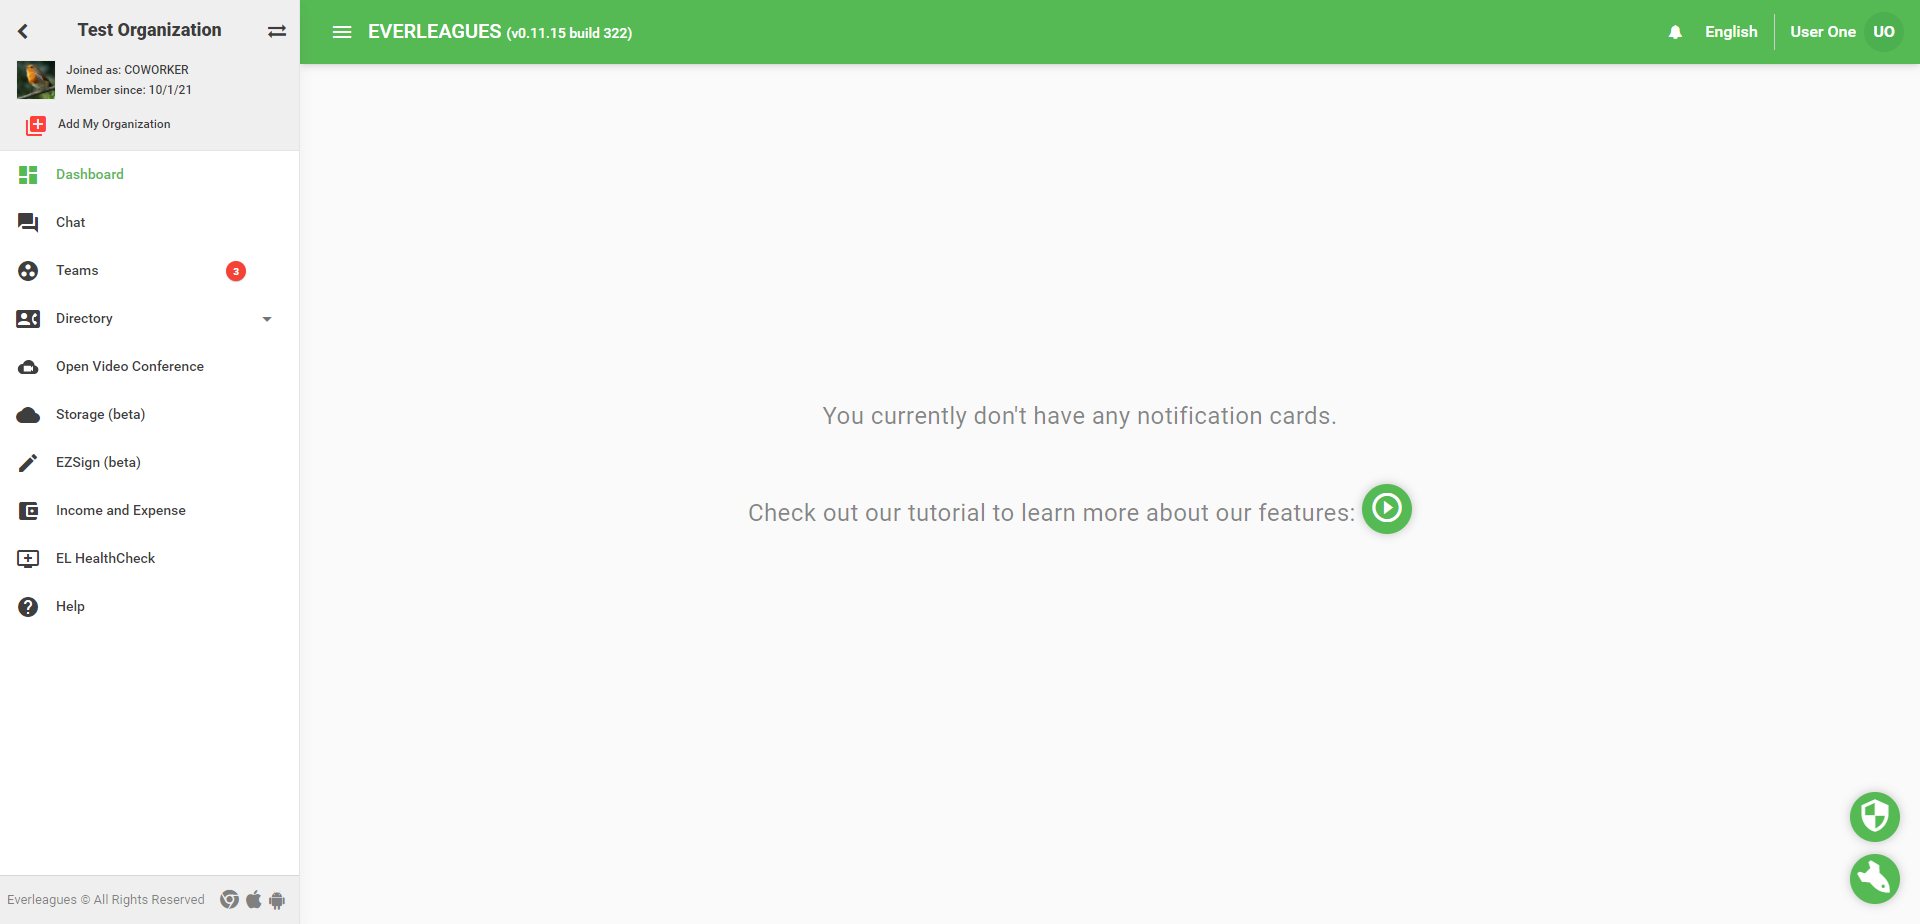 Test Organization
Joined as: COWORKER
Member since: 10/1/21
Add My Organization
Dashboard
Chat
Teams 3
Directory
Open Video Conference
Storage (beta)
EZSign (beta)
Income and Expense
EL HealthCheck
Help
Everleagues © All Rights Reserved
EVERLEAGUES (v0.11.15 build 322)
English
User One UO
You currently don't have any notification cards.
Check out our tutorial to learn more about our features: